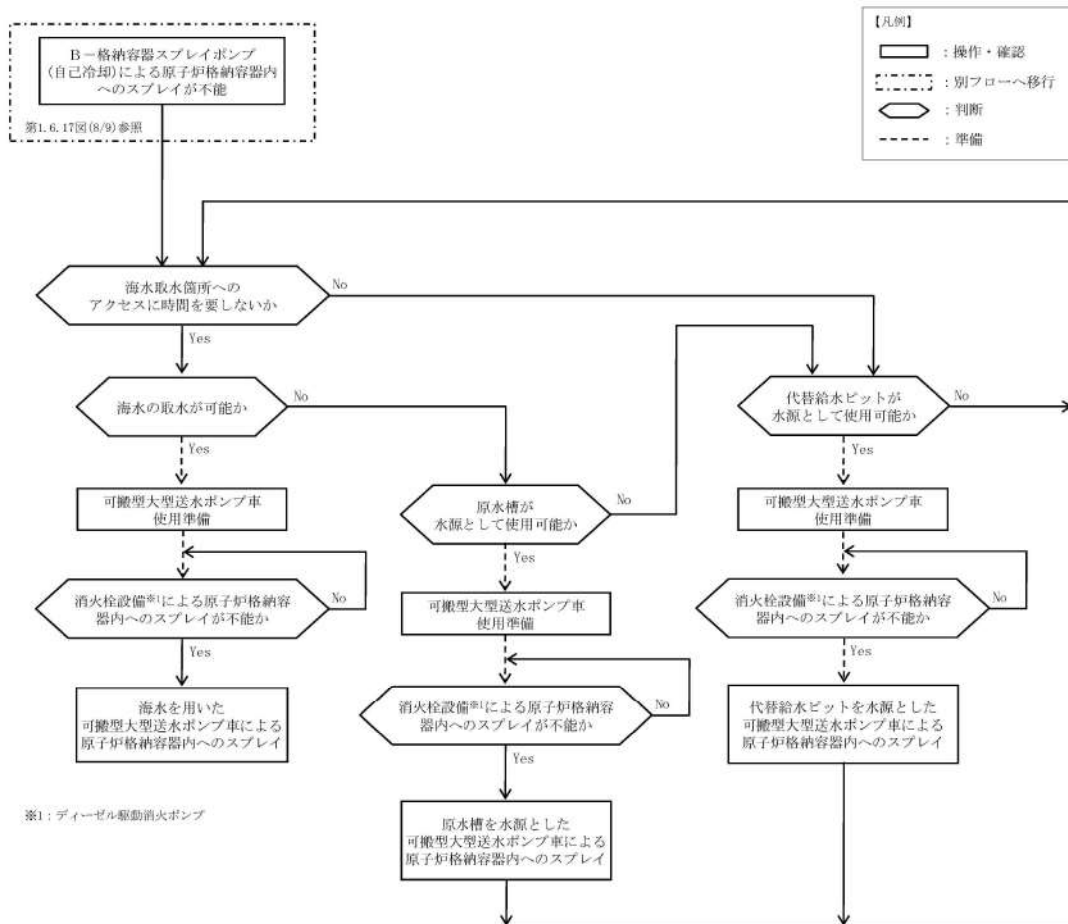 B-格納容器スプレイポンプ
(自己冷却)による原子炉格納容器内
へのスプレイが不能
第1.6.17図(8/9)参照
【凡例】
:操作・確認
:別フローへ移行
:判断
:準備
海水取水箇所への
アクセスに時間を要しないか
No
Yes
海水の取水が可能か
No
Yes
可搬型大型送水ポンプ車
使用準備
消火栓設備※1による原子炉格納容
器内へのスプレイが不能か
No
Yes
海水を用いた
可搬型大型送水ポンプ車による
原子炉格納容器内へのスプレイ
原水槽が
水源として使用可能か
No
Yes
可搬型大型送水ポンプ車
使用準備
消火栓設備※1による原子炉格納容
器内へのスプレイが不能か
No
Yes
原水槽を水源とした
可搬型大型送水ポンプ車による
原子炉格納容器内へのスプレイ
代替給水ピットが
水源として使用可能か
No
Yes
可搬型大型送水ポンプ車
使用準備
消火栓設備※1による原子炉格納容
器内へのスプレイが不能か
No
Yes
代替給水ピットを水源とした
可搬型大型送水ポンプ車による
原子炉格納容器内へのスプレイ
※1:ディーゼル駆動消火ポンプ